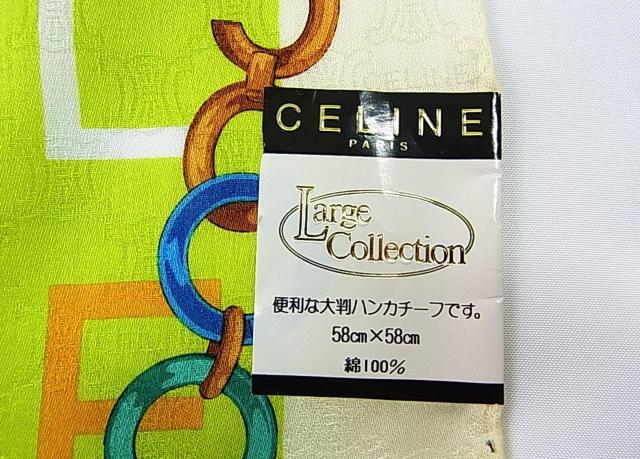 CELINE
PARIS
Large
Collection
便利な大判ハンカチーフです。
58cm×58cm
綿100%